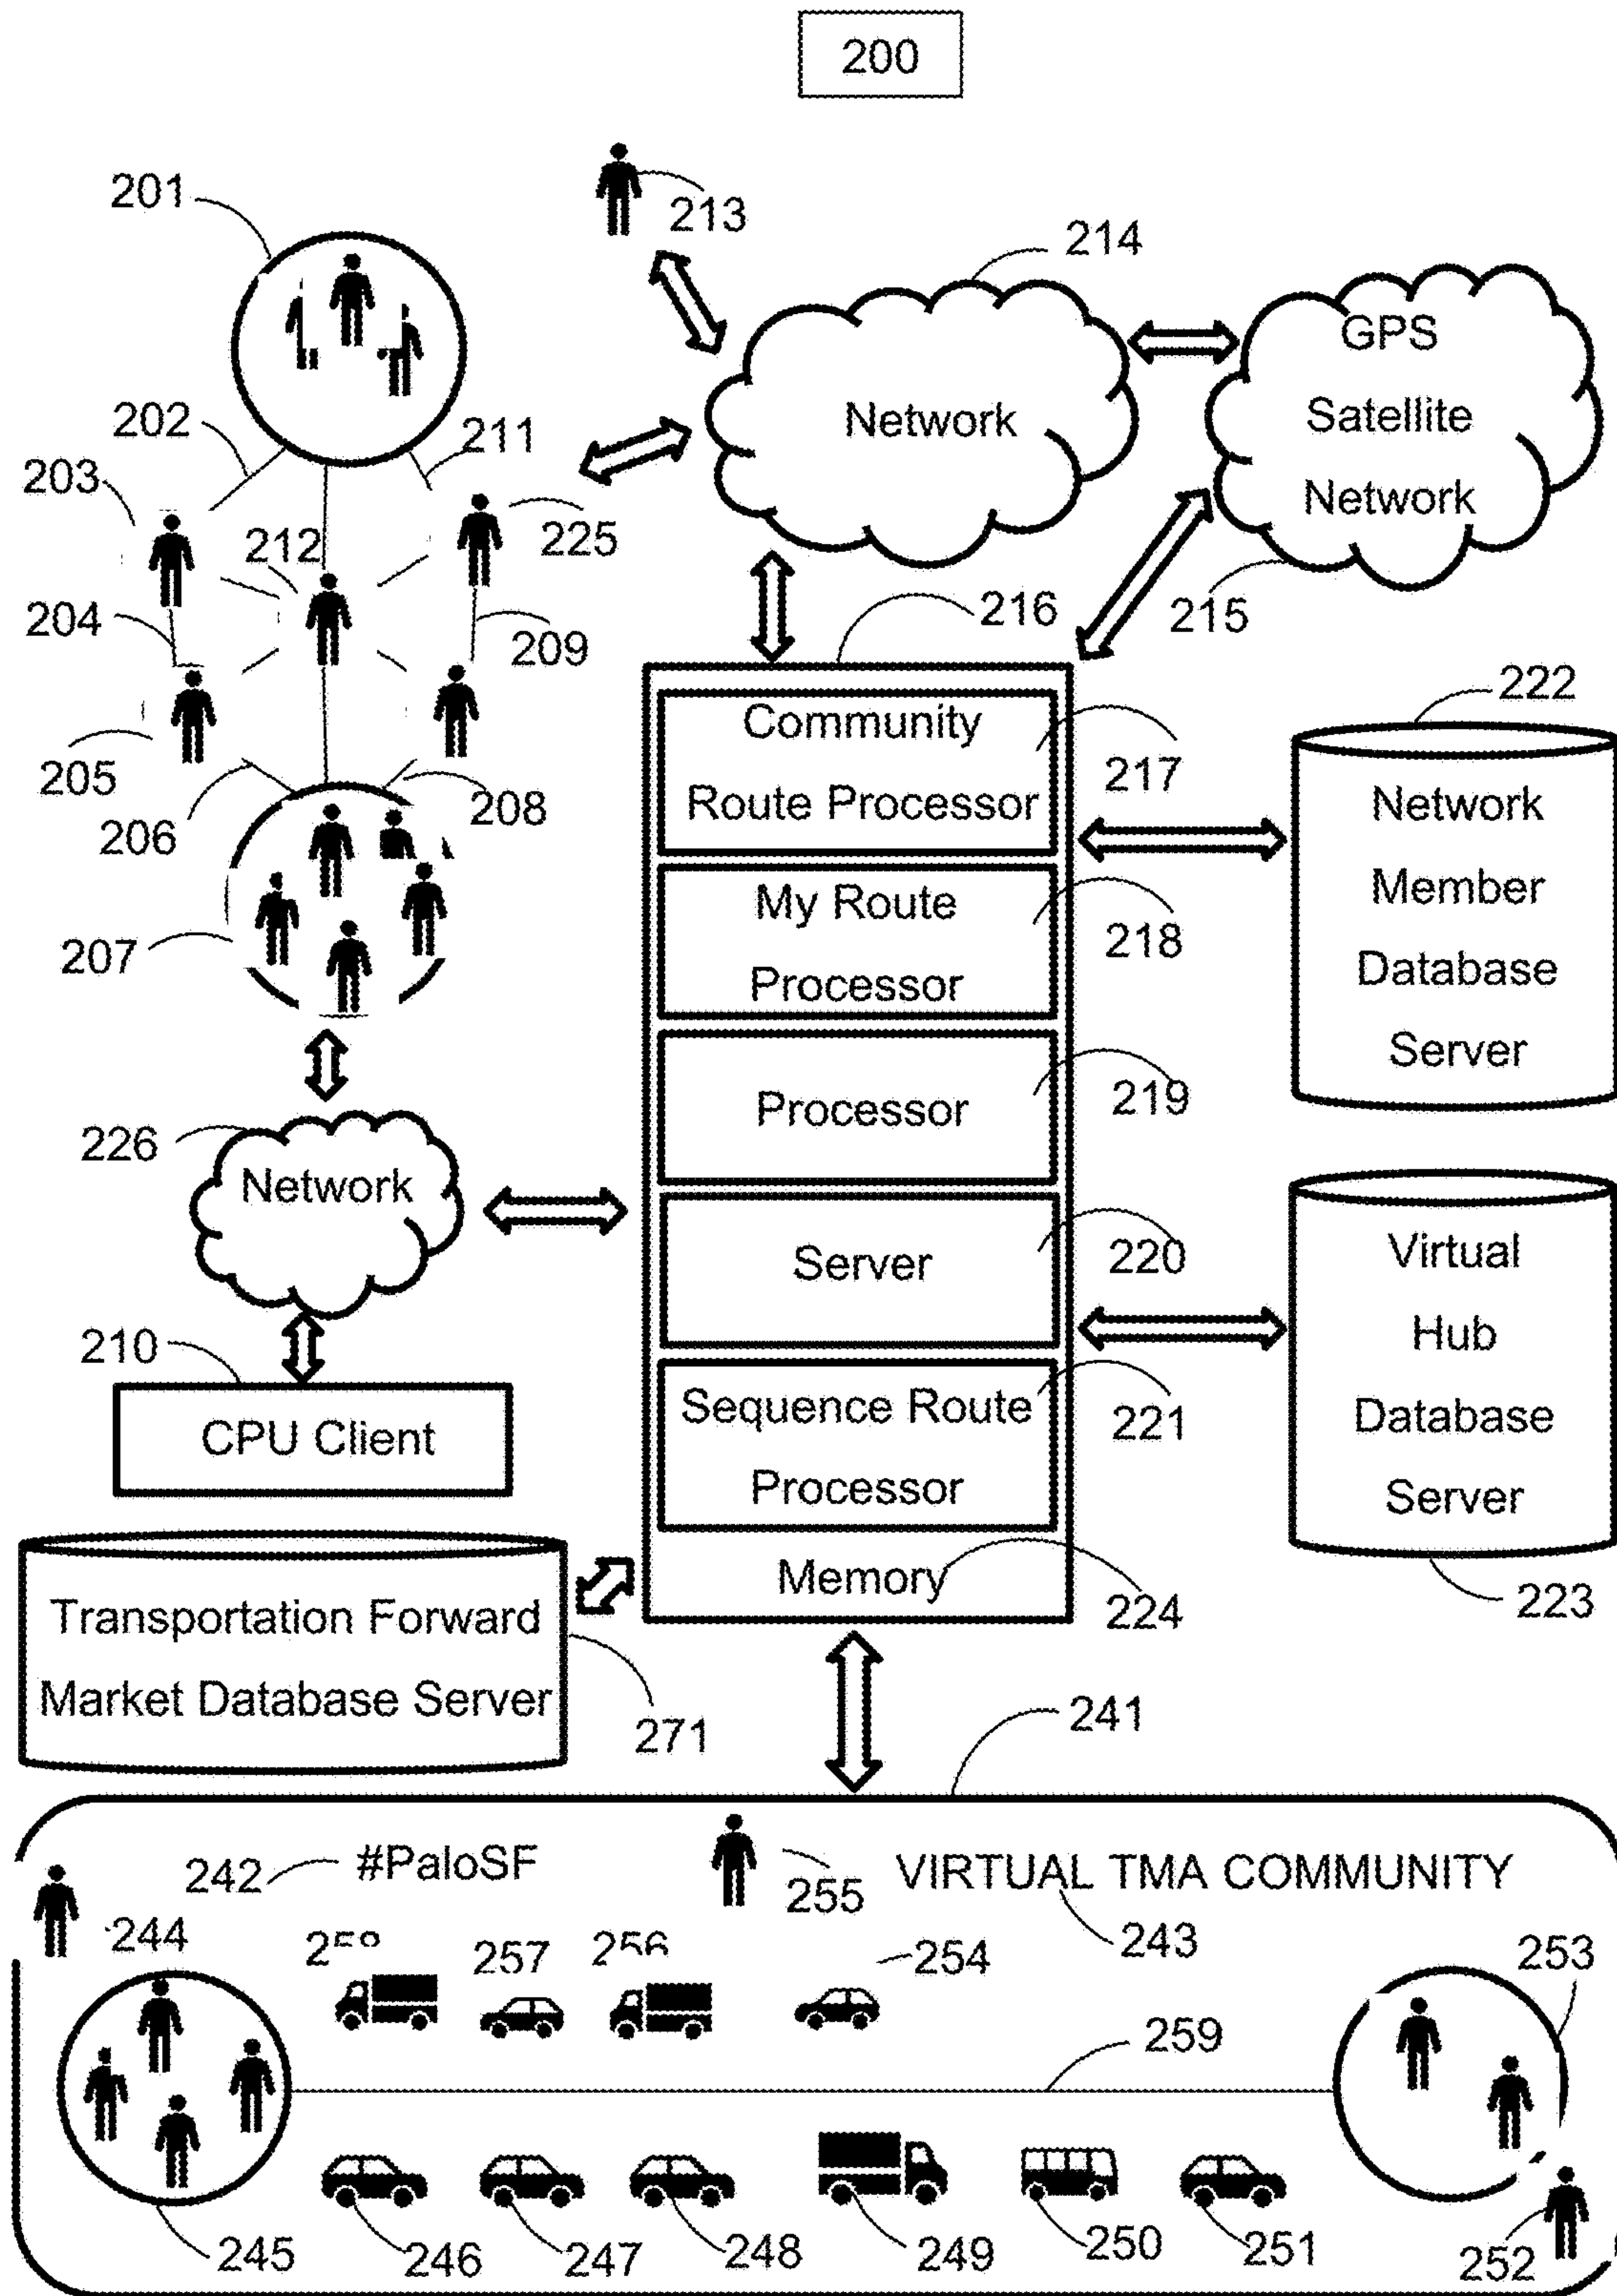 200
201
213
214
GPS
Satellite
Network
Network
202
211
203
212
225
204
209
216
215
205
206
208
207
Community
Route Processor
217
222
Network
Member
Database
Server
My Route
Processor
218
Processor
219
226
Network
Server
220
Virtual
Hub
Database
Server
223
210
CPU Client
Sequence Route
Processor
221
Memory
224
Transportation Forward
Market Database Server
271
241
242
#PaloSF
255
VIRTUAL TMA COMMUNITY
243
244
257
256
254
253
259
245
246
247
248
249
250
251
252